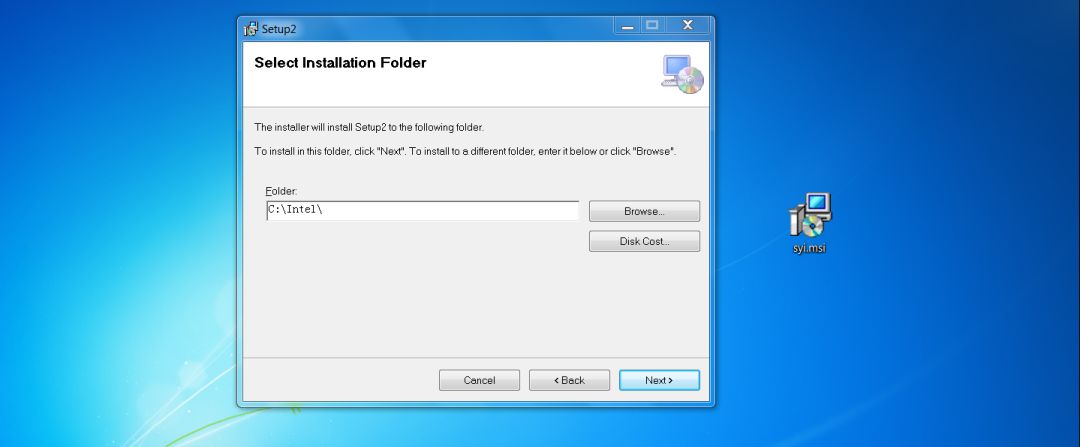 Setup2
Select Installation Folder
The installer will install Setup2 to the following folder.
To install in this folder, click "Next". To install to a different folder, enter it below or click "Browse".
Folder:
C:\Intel\
Browse...
Disk Cost...
syi.msi
Cancel
< Back
Next >